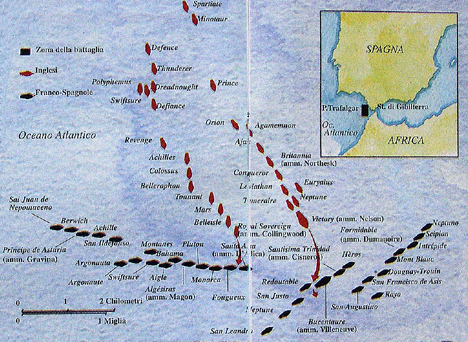 Spartiate
Minotaur
Zona della battaglia
Inglesi
Franco-Spagnole
Defence
Thunderer
Polyphemus
Dreadnought
Swiftsure
Defiance
Prince
SPAGNA
P.Trafalgar
St. di Gibilterra
Oc.
Atlantico
AFRICA
Oceano Atlantico
Orion
Agamemnon
Ajax
Revenge
Achilles
Colossus
Bellerophon
Britannia
(amm. Northesk)
Conqueror
Leviathan
Temeraire
Euryalus
Neptune
Tonnant
Mars
Belleisle
Victory (amm. Nelson)
Royal Sovereign
(amm. Collingwood)
San Juan de
Nepomuceno
Berwich
Achille
San Ildefonso
Principe de Asturia
(amm. Gravina)
Argonauta
Argonaute
Swiftsure
Montanes
Bahama
Aigle
Algésiras
(amm. Magon)
Pluton
Monarca
Fougueux
Santa Ana
Santisima Trinidad
(amm. Cisneros)
Formidable
(amm. Dumanoire)
Héros
Neptuno
Scipion
Intrépide
Mont Blanc
Duguay-Trouin
San Francisco de Asis
Rayo
San Augustino
Redoutable
San Justo
Neptune
San Leandro
Bucentaure
(amm. Villeneuve)
0 1 2 Chilometri
0 1 Miglia